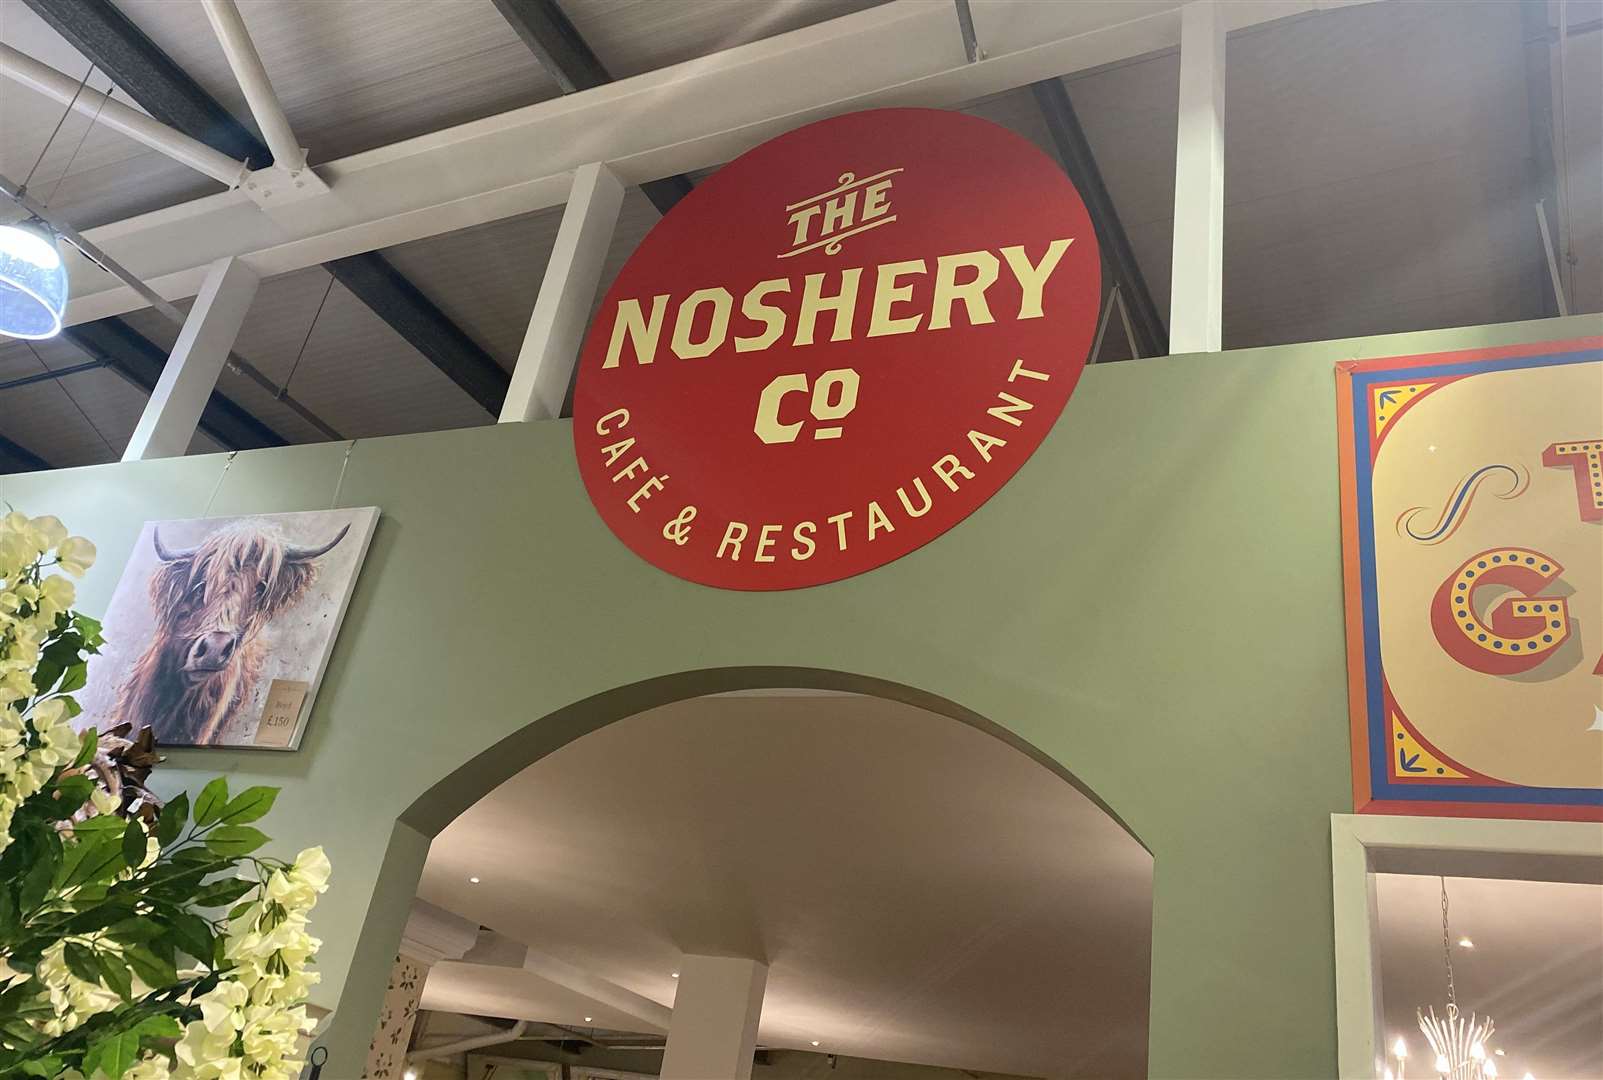 THE
NOSHERY
Co
CAFÉ & RESTAURANT
£150
T
G